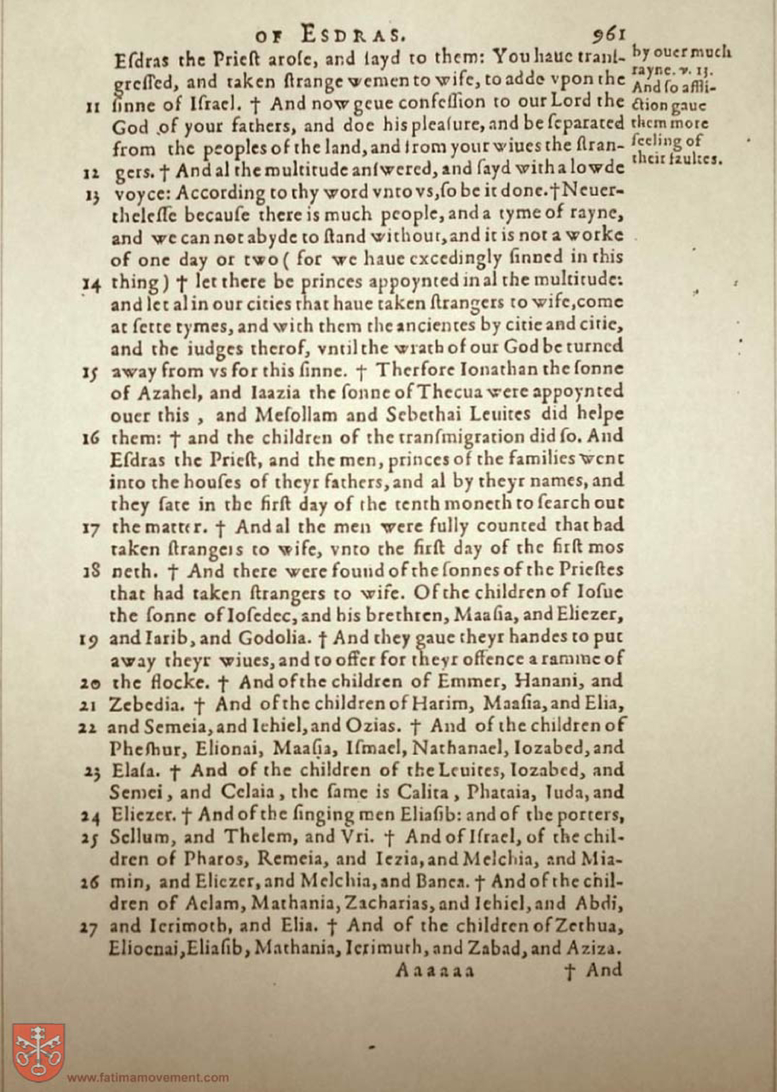 OF ESDRAS. 961
Eſdras the Prieſt aroſe, and ſayd to them: You haue tranſ-
greſſed, and taken ſtrange wemen to wife, to adde vpon the
11 ſinne of Iſrael. † And now geue confeſſion to our Lord the
God of your fathers, and doe his pleaſure, and be ſeparated
from the peoples of the land, and from your wiues the ſtran-
12 gers. † And al the multitude anſwered, and ſayd with a lowde
13 voyce: According to thy word vnto vs, ſo be it done. † Neuer-
theleſſe becauſe there is much people, and a tyme of rayne,
and we can not abyde to ſtand without, and it is not a worke
of one day or two ( for we haue excedingly ſinned in this
14 thing ) † let there be princes appoynted in al the multitude:
and let al in our cities that haue taken ſtrangers to wife, come
at ſette tymes, and with them the ancientes by citie and citie,
and the iudges therof, vntil the wrath of our God be turned
15 away from vs for this ſinne. † Therfore Ionathan the ſonne
of Azahel, and Iaazia the ſonne of Thecua were appoynted
ouer this , and Meſollam and Sebethai Leuites did helpe
16 them: † and the children of the tranſmigration did ſo. And
Eſdras the Prieſt, and the men, princes of the families went
into the houſes of theyr fathers, and al by theyr names, and
they ſate in the firſt day of the tenth moneth to ſearch out
17 the matter. † And al the men were fully counted that had
taken ſtrangers to wife, vnto the firſt day of the firſt mos
18 neth. † And there were found of the ſonnes of the Prieſtes
that had taken ſtrangers to wife. Of the children of Ioſue
the ſonne of Ioſedec, and his brethren, Maaſia, and Eliezer,
19 and Iarib, and Godolia. † And they gaue theyr handes to put
away theyr wiues, and to offer for theyr offence a ramme of
20 the flocke. † And of the children of Emmer, Hanani, and
21 Zebedia. † And of the children of Harim, Maaſia, and Elia,
22 and Semeia, and Iehiel, and Ozias. † And of the children of
Pheſhur, Elionai, Maaſia, Iſmael, Nathanael, Iozabed, and
23 Elaſa. † And of the children of the Leuites, Iozabed, and
Semei, and Celaia , the ſame is Calita , Phataia, Iuda, and
24 Eliezer. † And of the ſinging men Eliaſib: and of the porters,
25 Sellum, and Thelem, and Vri. † And of Iſrael, of the chil-
dren of Pharos, Remeia, and Iezia, and Melchia, and Mia-
26 min, and Eliezer, and Melchia, and Banea. † And of the chil-
dren of Aelam, Mathania, Zacharias, and Iehiel, and Abdi,
27 and Ierimoth, and Elia. † And of the children of Zethua,
Elioenai, Eliaſib, Mathania, Ierimuth, and Zabad, and Aziza.
Aaaaaa † And
by ouer much
rayne. v. 13.
And ſo affli-
ction gaue
them more
feeling of
their faultes.
www.fatimamovement.com